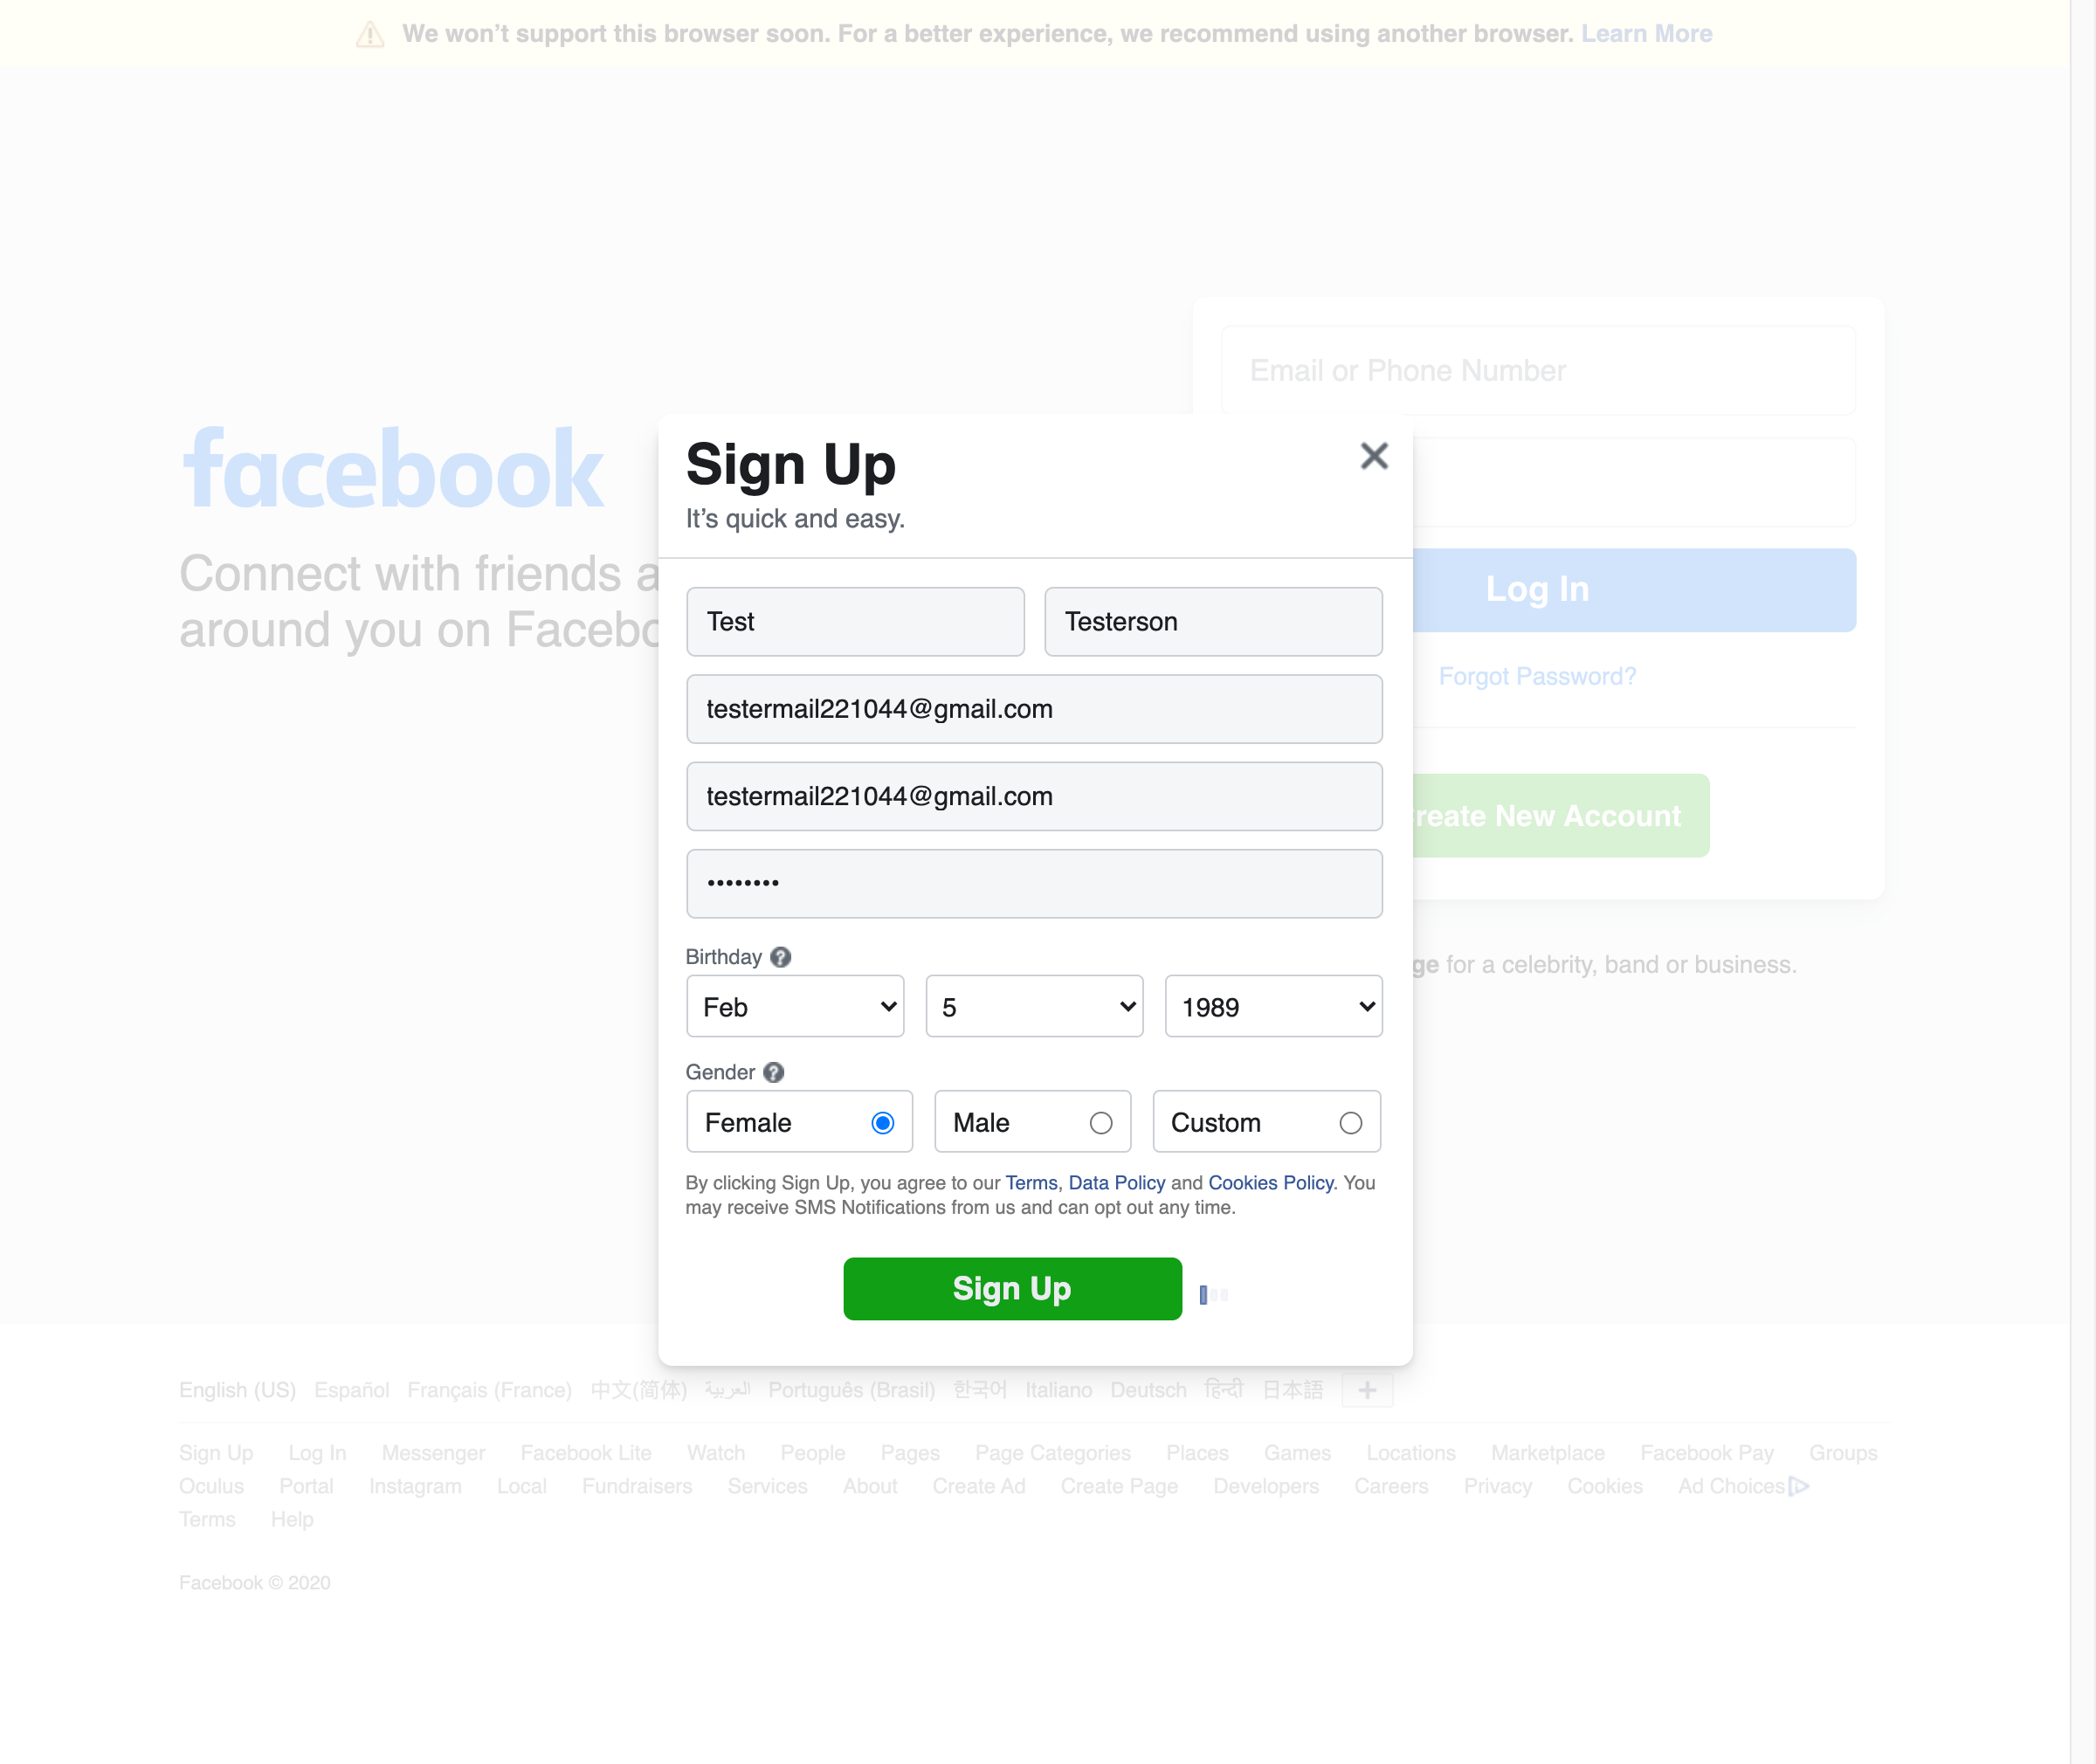 We won’t support this browser soon. For a better experience, we recommend using another browser. Learn More
facebook
Connect with friends a
around you on Facebo
Email or Phone Number
Log In
Forgot Password?
reate New Account
ge for a celebrity, band or business.
Sign Up
It’s quick and easy.
Test Testerson
testermail221044@gmail.com
testermail221044@gmail.com
••••••••
Birthday ?
Feb 5 1989
Gender ?
Female Male Custom
By clicking Sign Up, you agree to our Terms, Data Policy and Cookies Policy. You
may receive SMS Notifications from us and can opt out any time.
Sign Up
English (US) Español Français (France) 中文(简体) العربية Português (Brasil) 한국어 Italiano Deutsch हिन्दी 日本語 +
Sign Up Log In Messenger Facebook Lite Watch People Pages Page Categories Places Games Locations Marketplace Facebook Pay Groups
Oculus Portal Instagram Local Fundraisers Services About Create Ad Create Page Developers Careers Privacy Cookies Ad Choices
Terms Help
Facebook © 2020